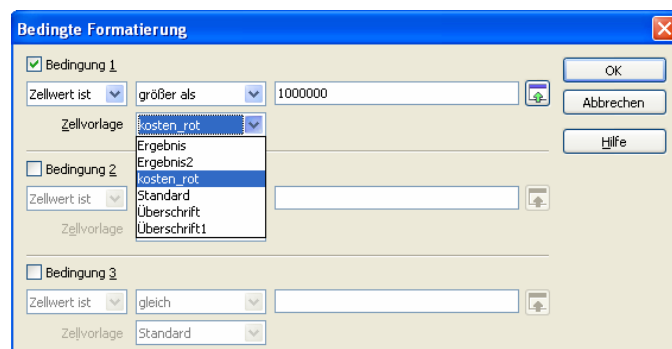 Bedingte Formatierung
Bedingung 1
OK
Zellwert ist größer als 1000000
Abbrechen
Zellvorlage kosten_rot
Hilfe
Ergebnis
Ergebnis2
kosten_rot
Standard
Überschrift
Überschrift1
Bedingung 2
Zellwert ist
Zellvorlage
Bedingung 3
Zellwert ist gleich
Zellvorlage Standard